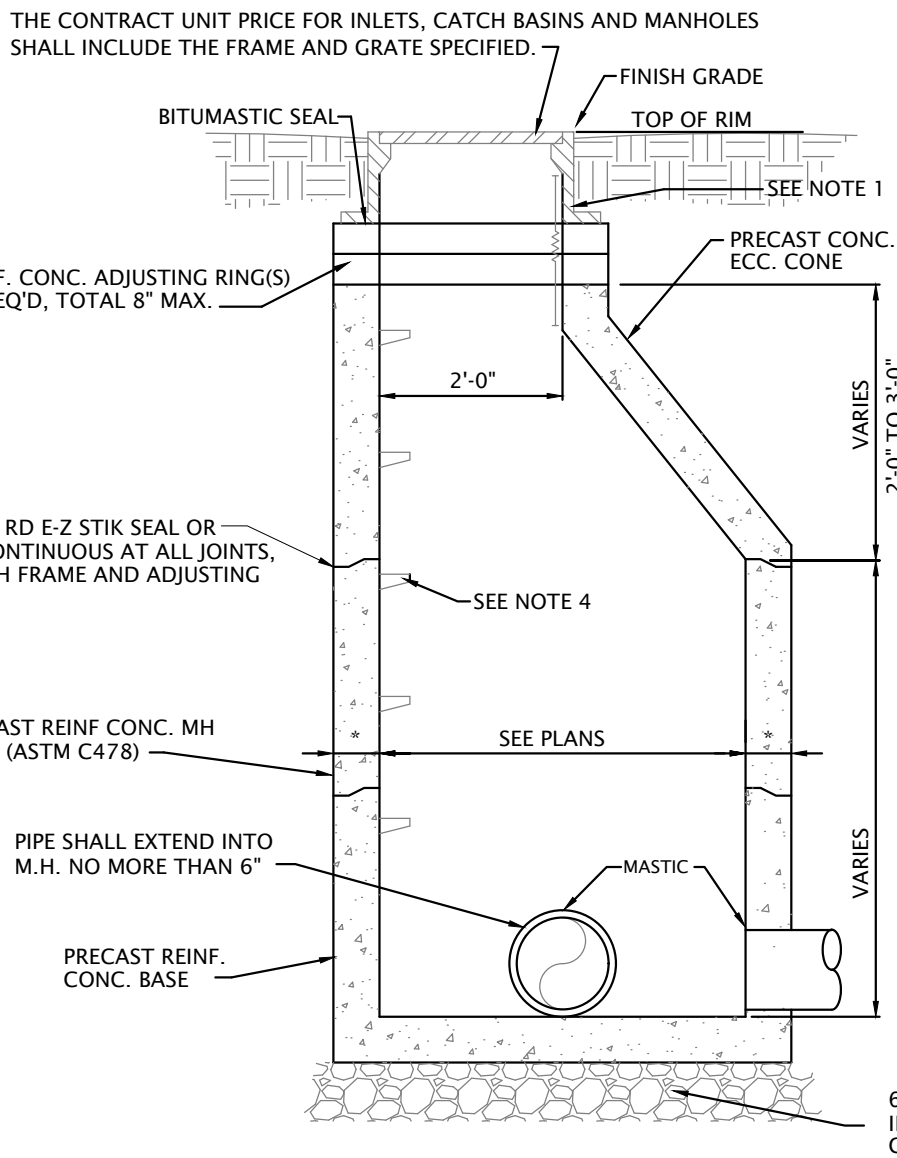 THE CONTRACT UNIT PRICE FOR INLETS, CATCH BASINS AND MANHOLES
SHALL INCLUDE THE FRAME AND GRATE SPECIFIED.
FINISH GRADE
BITUMASTIC SEAL
TOP OF RIM
SEE NOTE 1
PRECAST CONC.
ECC. CONE
F. CONC. ADJUSTING RING(S)
EQ'D, TOTAL 8" MAX.
2'-0"
VARIES
2'-0" TO 3'-0"
RD E-Z STIK SEAL OR
ONTINUOUS AT ALL JOINTS,
H FRAME AND ADJUSTING
SEE NOTE 4
AST REINF CONC. MH
(ASTM C478)
*
SEE PLANS
*
PIPE SHALL EXTEND INTO
M.H. NO MORE THAN 6"
MASTIC
VARIES
PRECAST REINF.
CONC. BASE
6